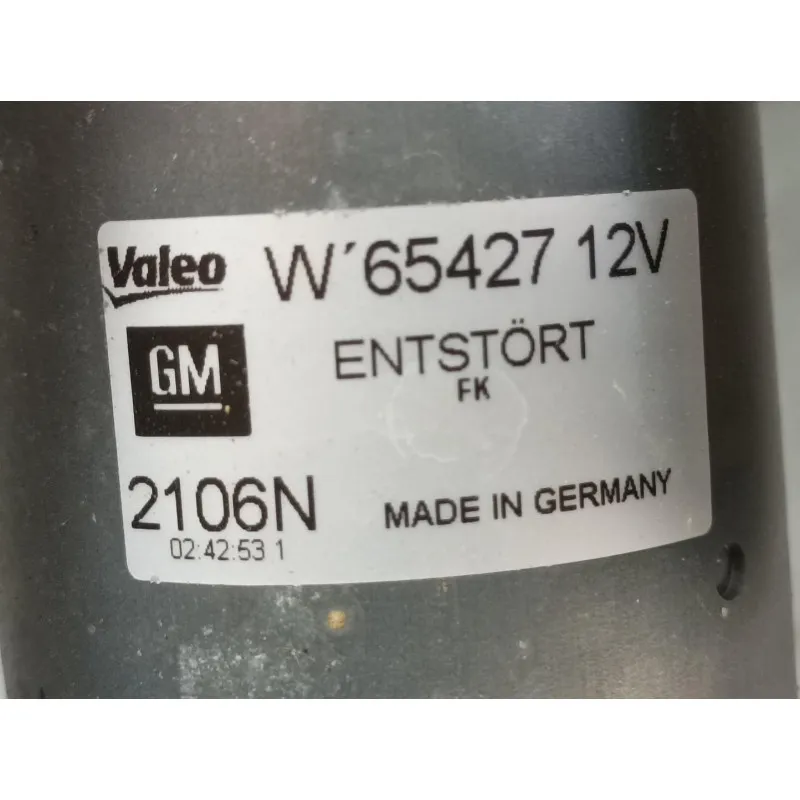 Valeo W´65427 12V
GM ENTSTÖRT
FK
2106N MADE IN GERMANY
02:42:53 1